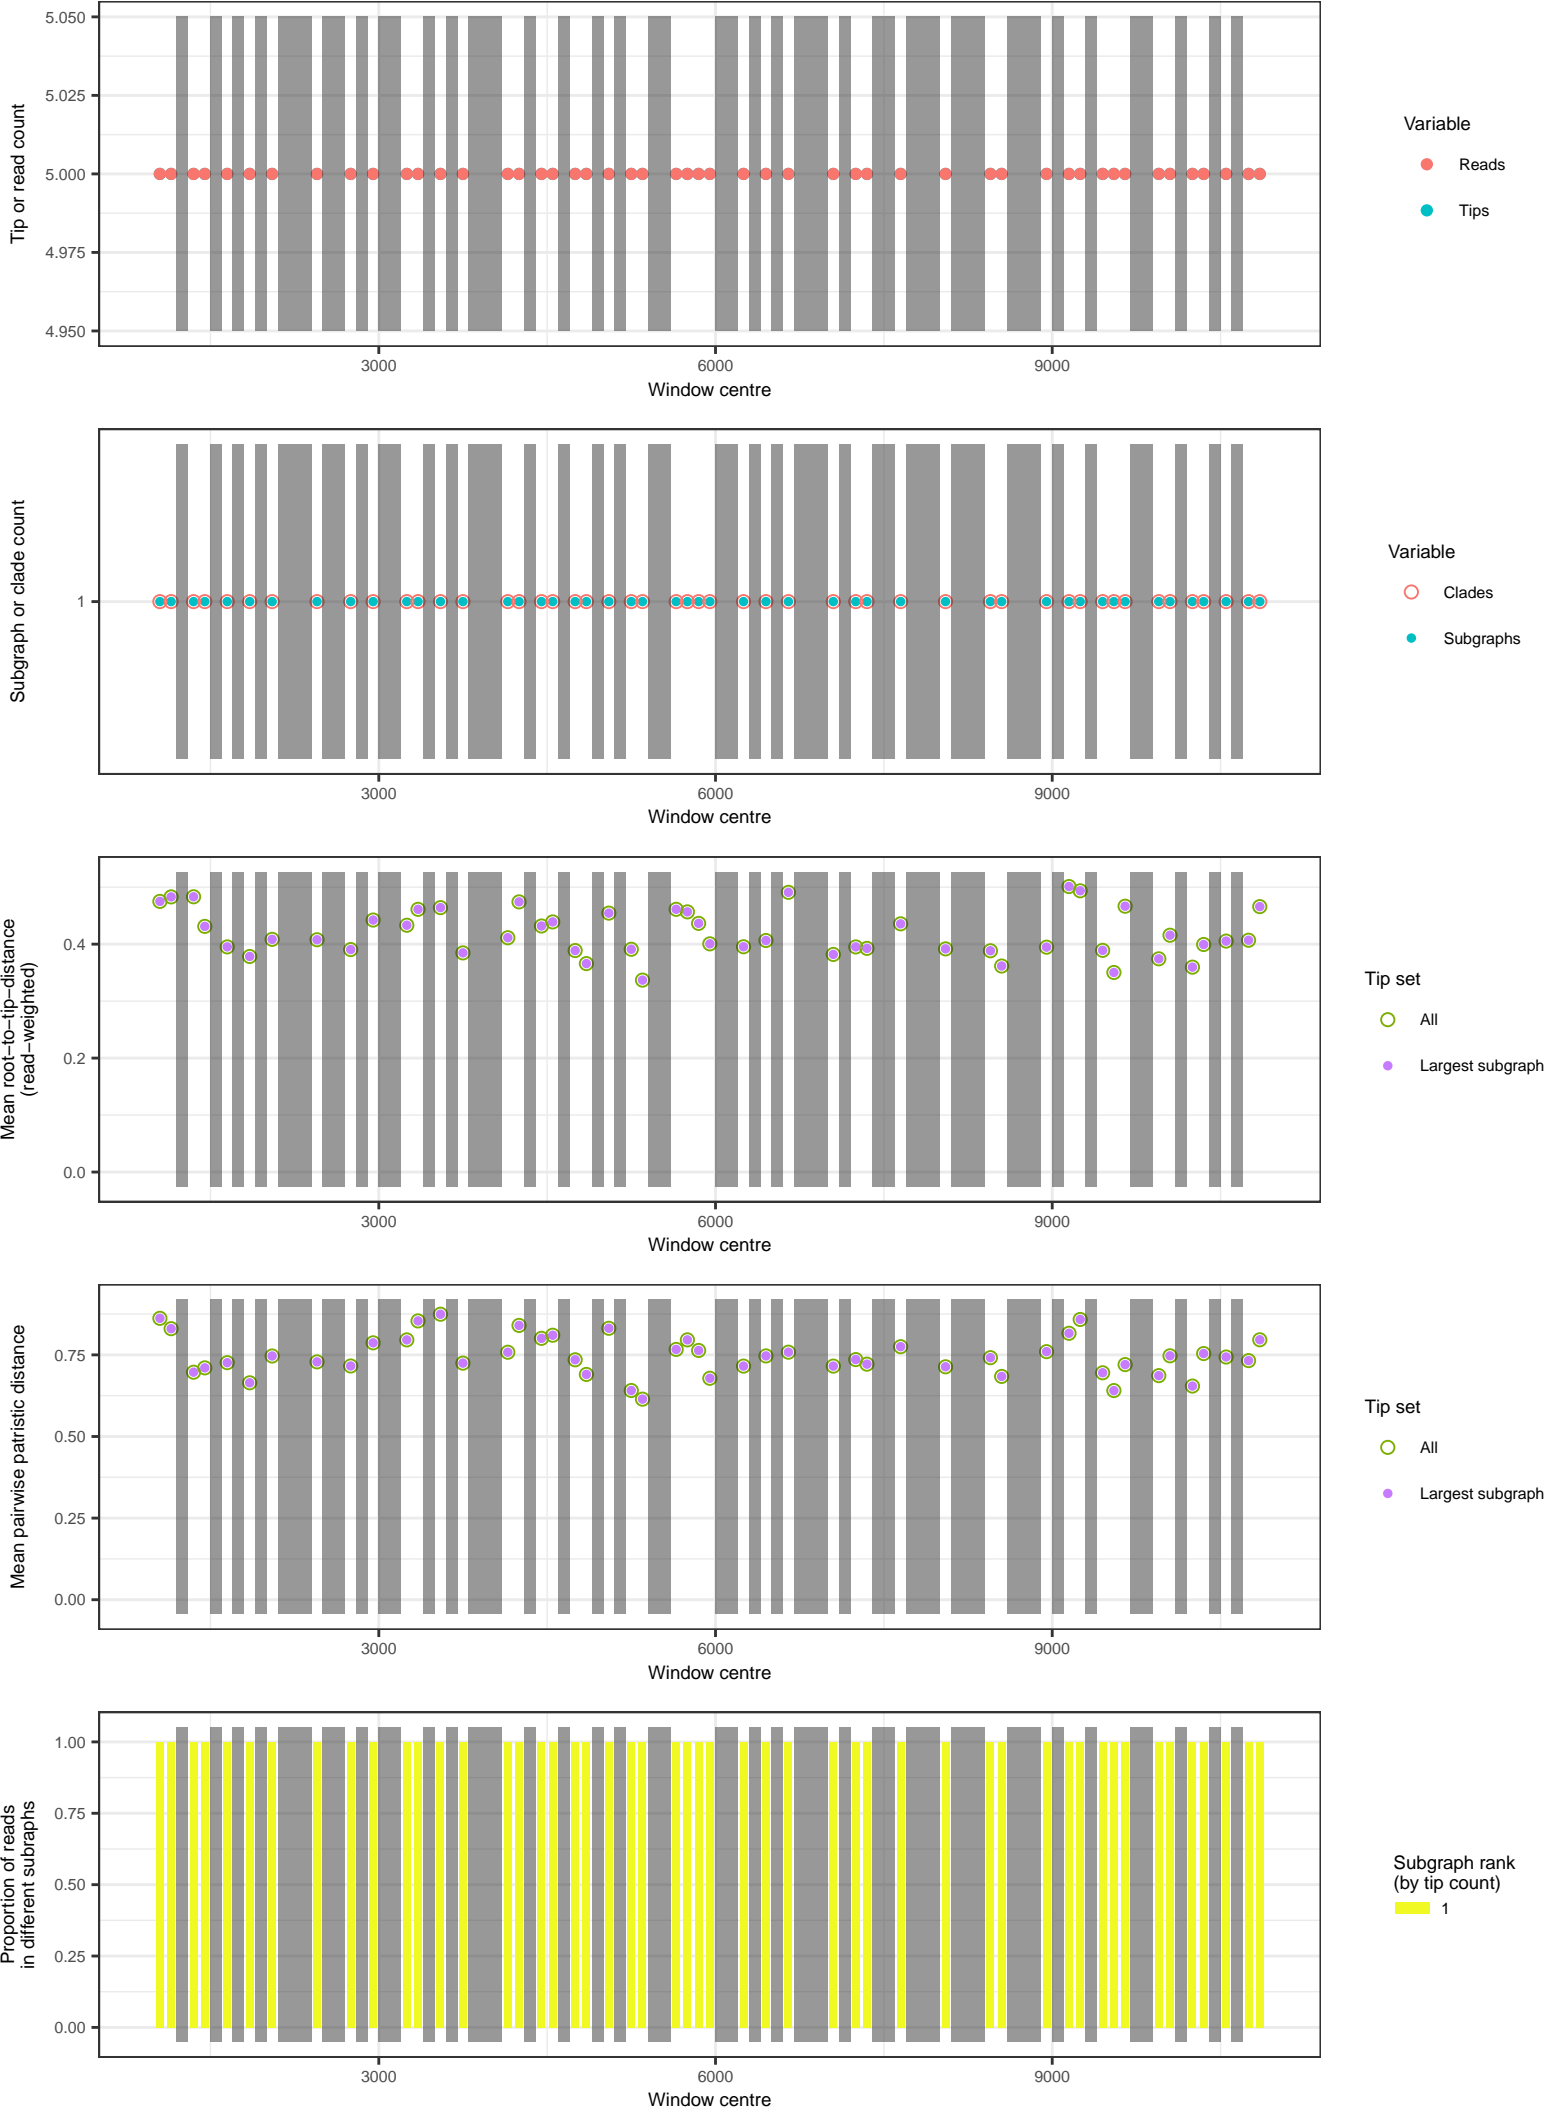 5.050
5.025
5.000
4.975
4.950
Tip or read count
3000 6000 9000
Window centre
Variable
Reads
Tips
1
Subgraph or clade count
3000 6000 9000
Window centre
Variable
Clades
Subgraphs
0.4
0.2
0.0
Mean root−to−tip−distance
(read−weighted)
3000 6000 9000
Window centre
Tip set
All
Largest subgraph
0.75
0.50
0.25
0.00
Mean pairwise patristic distance
3000 6000 9000
Window centre
Tip set
All
Largest subgraph
1.00
0.75
0.50
0.25
0.00
Proportion of reads
in different subraphs
3000 6000 9000
Window centre
Subgraph rank
(by tip count)
1